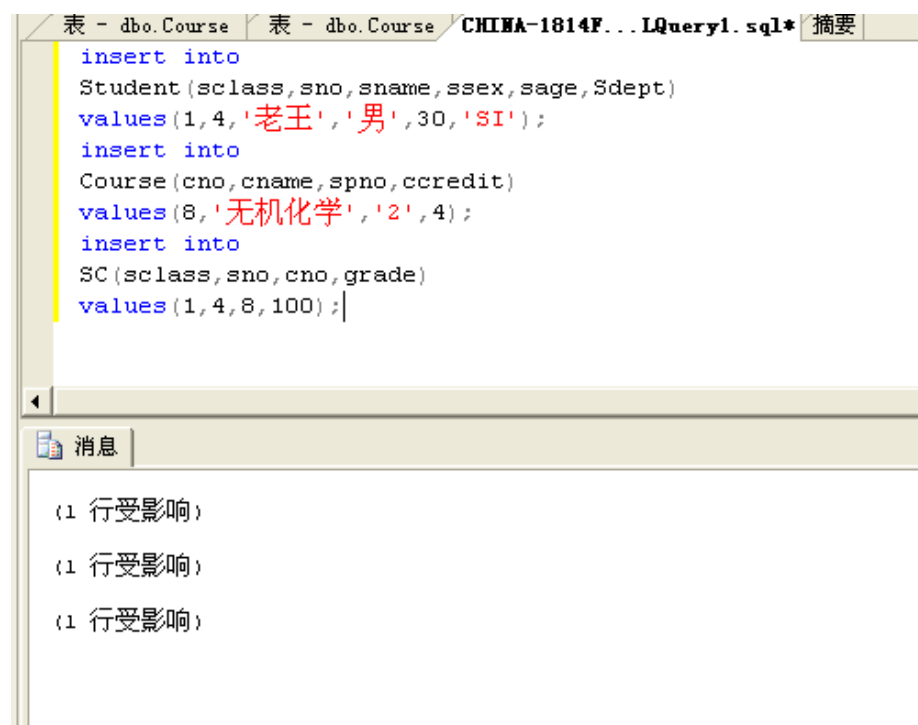 表 - dbo.Course 表 - dbo.Course CHINA-1814F...LQuery1.sql* 摘要
insert into
Student(sclass,sno,sname,ssex,sage,Sdept)
values(1,4,'老王','男',30,'SI');
insert into
Course(cno,cname,spno,ccredit)
values(8,'无机化学','2',4);
insert into
SC(sclass,sno,cno,grade)
values(1,4,8,100);
消息
(1 行受影响)
(1 行受影响)
(1 行受影响)